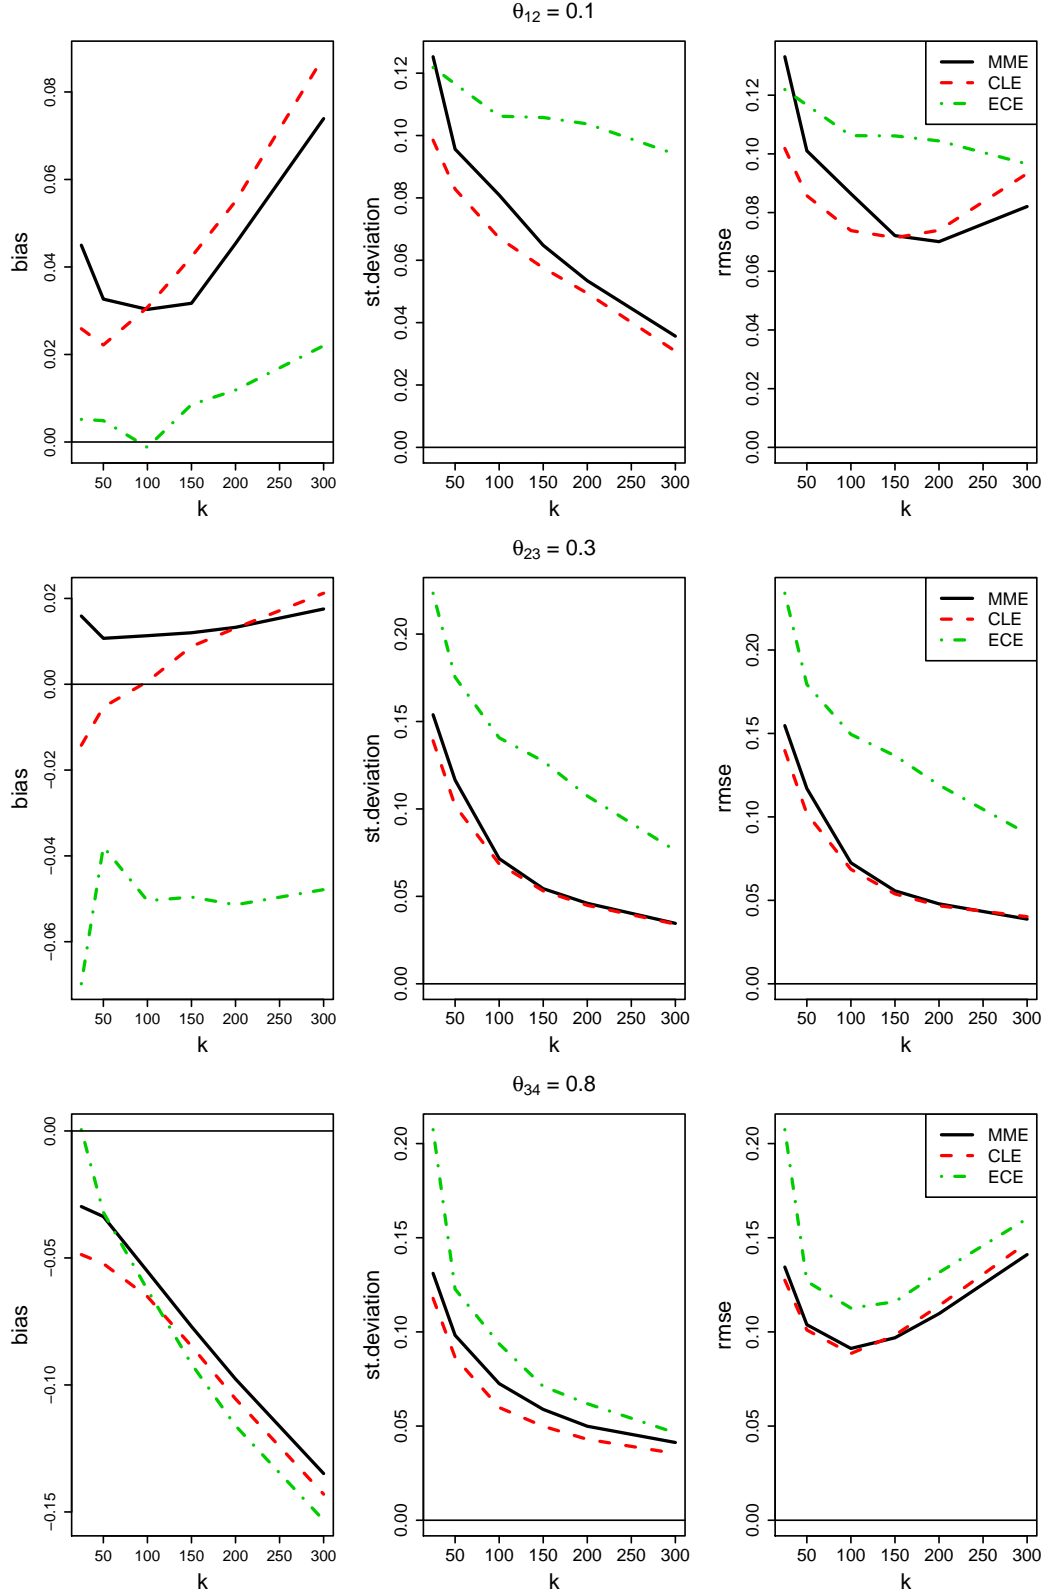 θ12 = 0.1
bias
0.00 0.02 0.04 0.06 0.08
50 100 150 200 250 300
k
st.deviation
0.00 0.02 0.04 0.06 0.08 0.10 0.12
50 100 150 200 250 300
k
rmse
0.00 0.02 0.04 0.06 0.08 0.10 0.12
50 100 150 200 250 300
k
MME
CLE
ECE
θ23 = 0.3
bias
−0.06 −0.04 −0.02 0.00 0.02
50 100 150 200 250 300
k
st.deviation
0.00 0.05 0.10 0.15 0.20
50 100 150 200 250 300
k
rmse
0.00 0.05 0.10 0.15 0.20
50 100 150 200 250 300
k
MME
CLE
ECE
θ34 = 0.8
bias
−0.15 −0.10 −0.05 0.00
50 100 150 200 250 300
k
st.deviation
0.00 0.05 0.10 0.15 0.20
50 100 150 200 250 300
k
rmse
0.00 0.05 0.10 0.15 0.20
50 100 150 200 250 300
k
MME
CLE
ECE